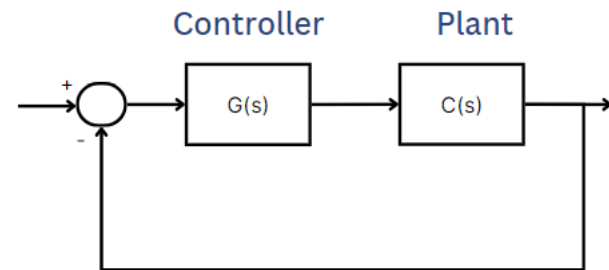 Controller Plant
+
G(s) C(s)
-